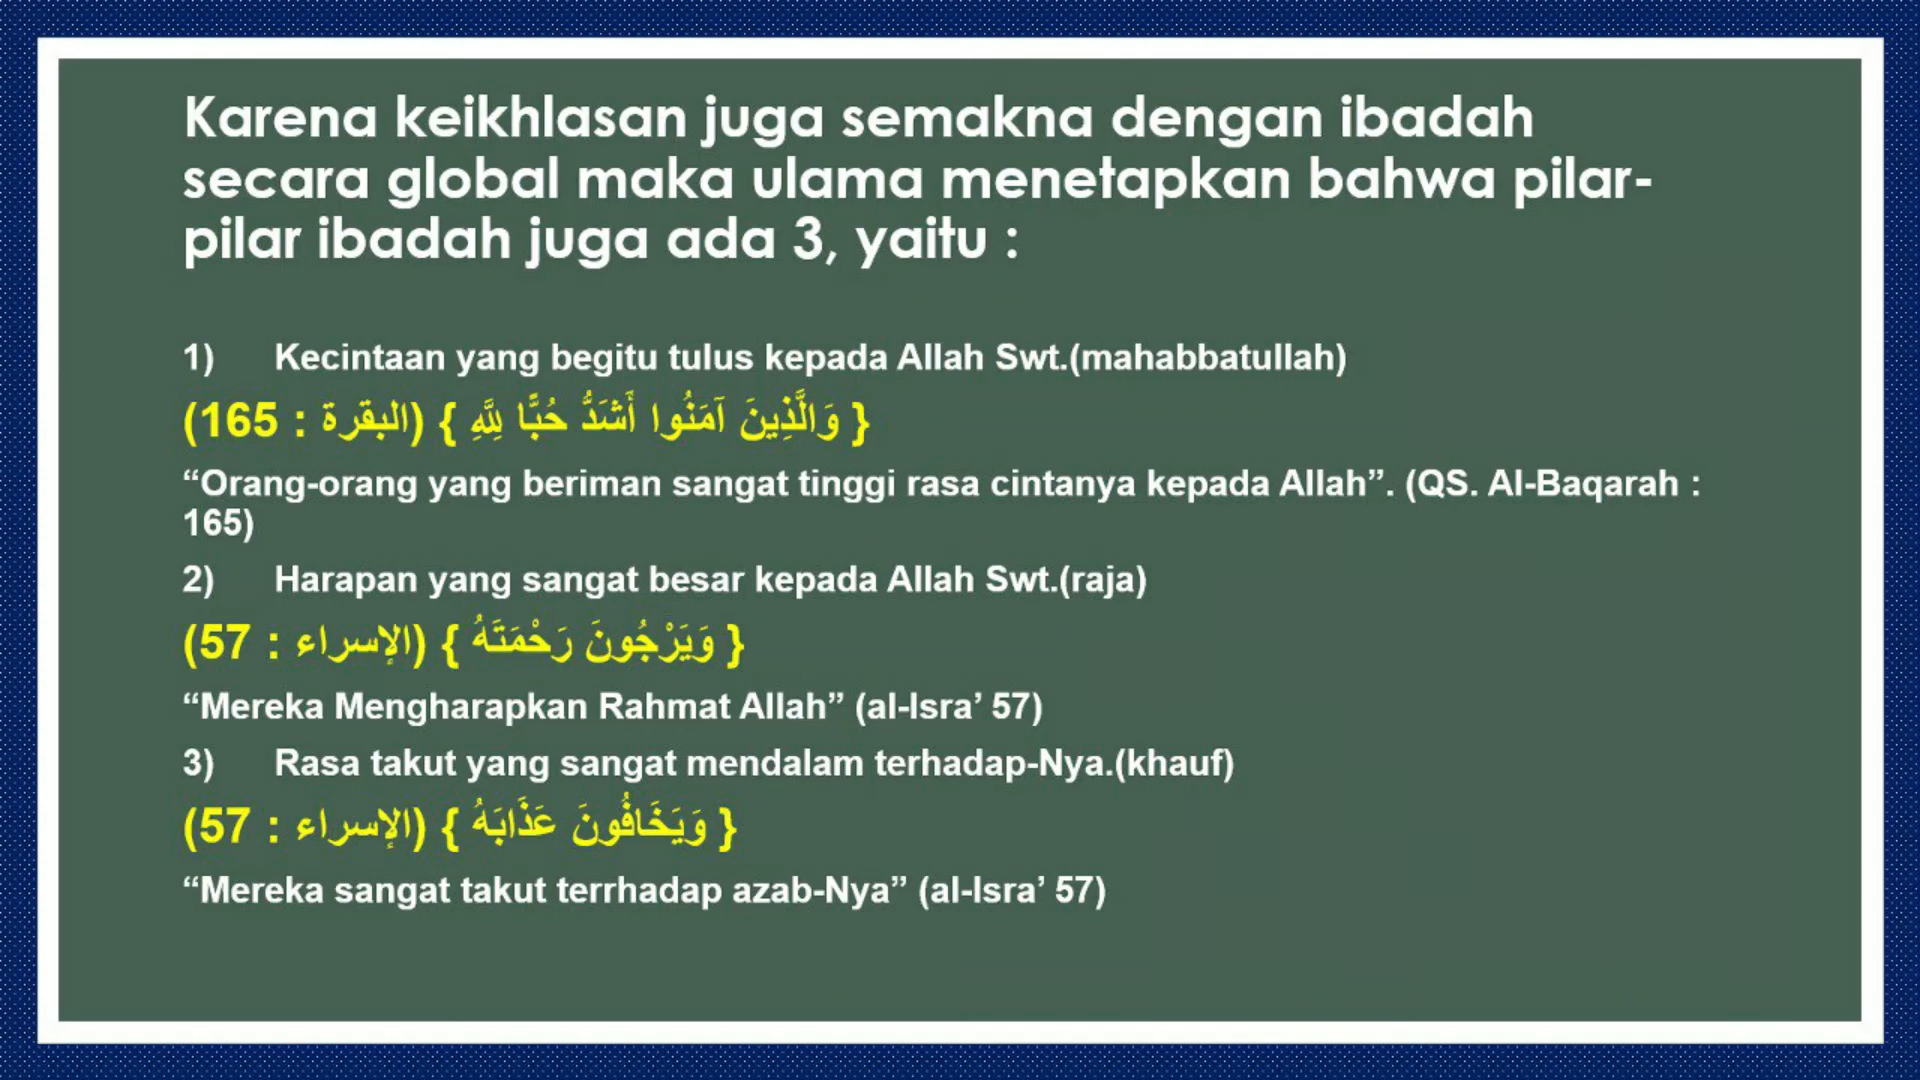 Karena keikhlasan juga semakna dengan ibadah
secara global maka ulama menetapkan bahwa pilar-
pilar ibadah juga ada 3, yaitu :
1) Kecintaan yang begitu tulus kepada Allah Swt.(mahabbatullah)
{ وَالَّذِينَ آمَنُوا أَشَدُّ حُبًّا لِلَّهِ } (البقرة : 165)
“Orang-orang yang beriman sangat tinggi rasa cintanya kepada Allah”. (QS. Al-Baqarah :
165)
2) Harapan yang sangat besar kepada Allah Swt.(raja)
{ وَيَرْجُونَ رَحْمَتَهُ } (الإسراء : 57)
“Mereka Mengharapkan Rahmat Allah” (al-Isra’ 57)
3) Rasa takut yang sangat mendalam terhadap-Nya.(khauf)
{ وَيَخَافُونَ عَذَابَهُ } (الإسراء : 57)
“Mereka sangat takut terrhadap azab-Nya” (al-Isra’ 57)